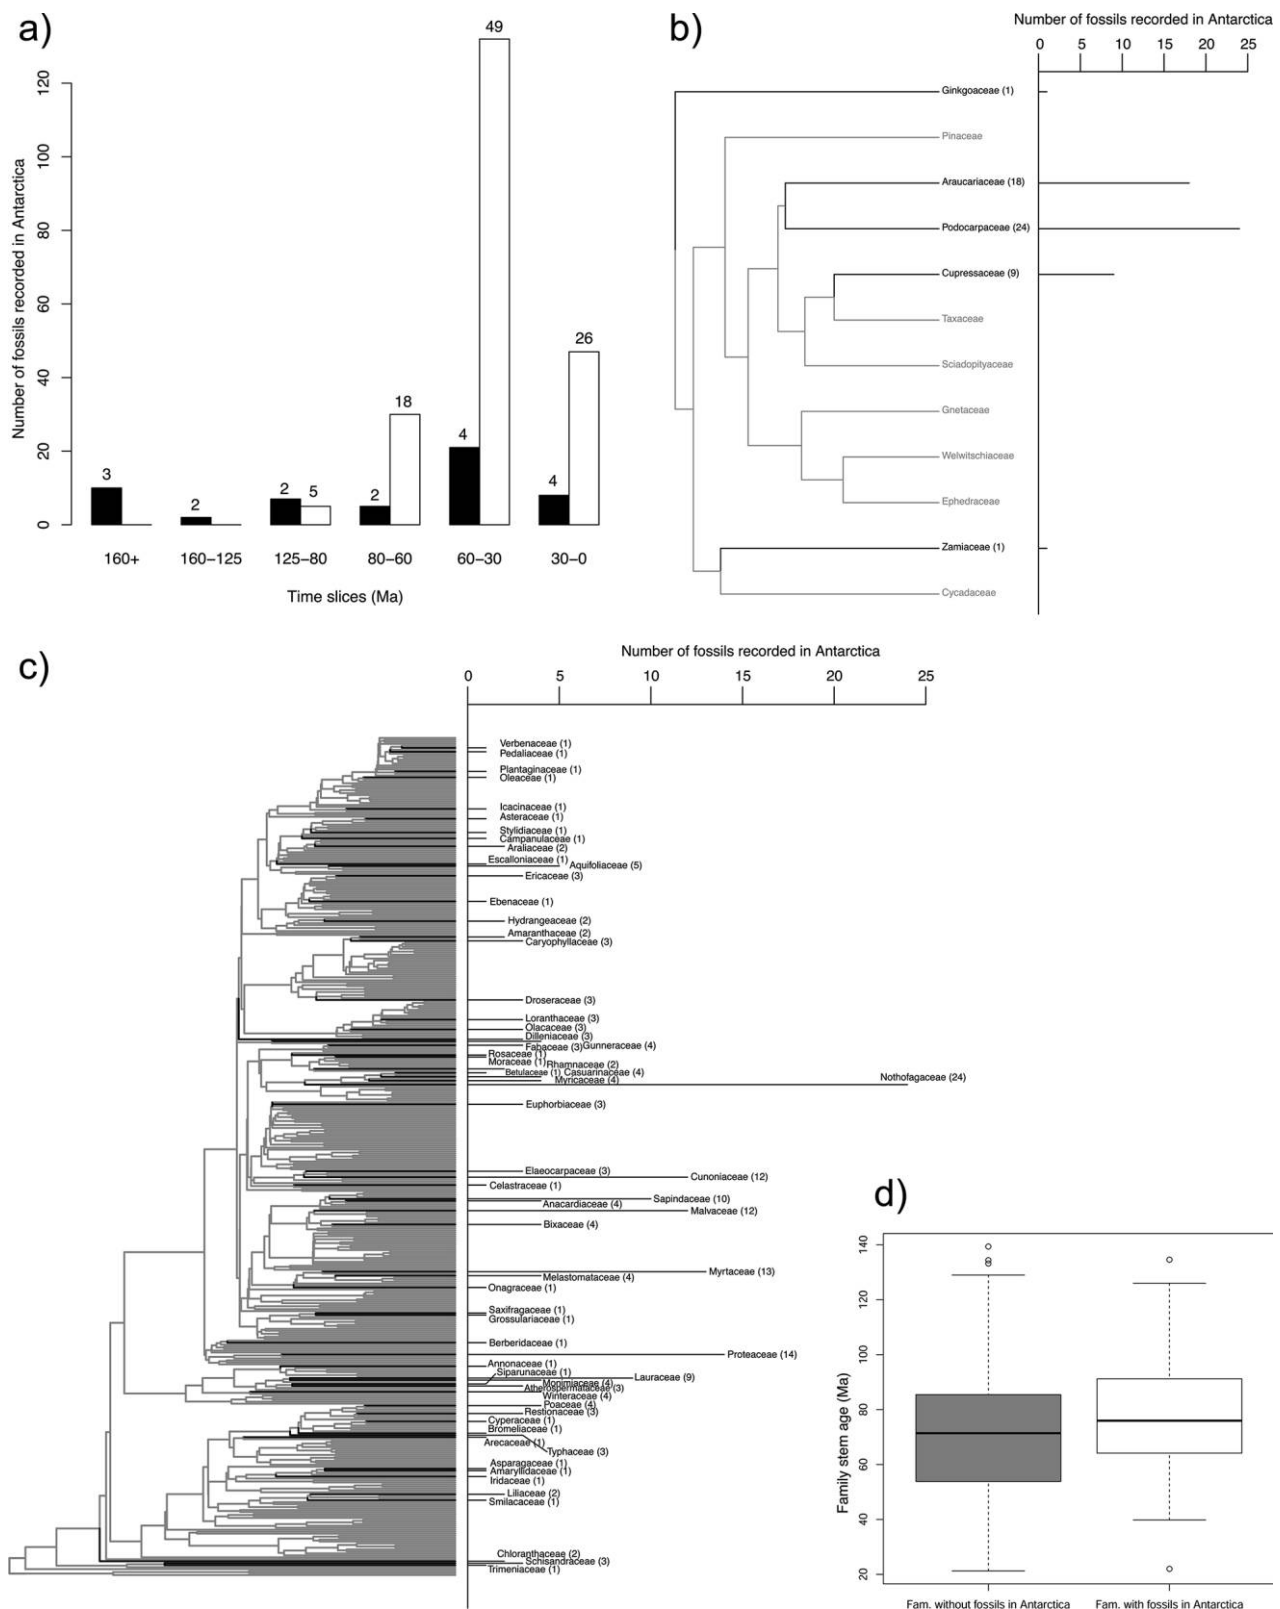 a)
Number of fossils recorded in Antarctica
0
20
40
60
80
100
120
3
2
2
5
2
18
4
49
4
26
160+
160–125
125–80
80–60
60–30
30–0
Time slices (Ma)
b)
Number of fossils recorded in Antarctica
0 5 10 15 20 25
Ginkgoaceae (1)
Pinaceae
Araucariaceae (18)
Podocarpaceae (24)
Cupressaceae (9)
Taxaceae
Sciadopityaceae
Gnetaceae
Welwitschiaceae
Ephedraceae
Zamiaceae (1)
Cycadaceae
c)
Number of fossils recorded in Antarctica
0 5 10 15 20 25
Verbenaceae (1)
Pedaliaceae (1)
Plantaginaceae (1)
Oleaceae (1)
Icacinaceae (1)
Asteraceae (1)
Stylidiaceae (1)
Campanulaceae (1)
Araliaceae (2)
Escalloniaceae (1)
Aquifoliaceae (5)
Ericaceae (3)
Ebenaceae (1)
Hydrangeaceae (2)
Amaranthaceae (2)
Caryophyllaceae (3)
Droseraceae (3)
Loranthaceae (3)
Olacaceae (3)
Dilleniaceae (3)
Fabaceae (3)
Gunneraceae (4)
Rosaceae (1)
Moraceae (1)
Rhamnaceae (2)
Betulaceae (1)
Casuarinaceae (4)
Myricaceae (4)
Nothofagaceae (24)
Euphorbiaceae (3)
Elaeocarpaceae (3)
Cunoniaceae (12)
Celastraceae (1)
Sapindaceae (10)
Anacardiaceae (4)
Malvaceae (12)
Bixaceae (4)
Myrtaceae (13)
Melastomataceae (4)
Onagraceae (1)
Saxifragaceae (1)
Grossulariaceae (1)
Berberidaceae (1)
Proteaceae (14)
Annonaceae (1)
Siparunaceae (1)
Lauraceae (9)
Monimiaceae (4)
Atherospermataceae (3)
Winteraceae (4)
Poaceae (4)
Restionaceae (3)
Cyperaceae (1)
Bromeliaceae (1)
Arecaceae (1)
Typhaceae (3)
Asparagaceae (1)
Amaryllidaceae (1)
Iridaceae (1)
Liliaceae (2)
Smilacaceae (1)
Chloranthaceae (2)
Schisandraceae (3)
Trimeniaceae (1)
d)
Family stem age (Ma)
20
40
60
80
100
120
140
Fam. without fossils in Antarctica
Fam. with fossils in Antarctica